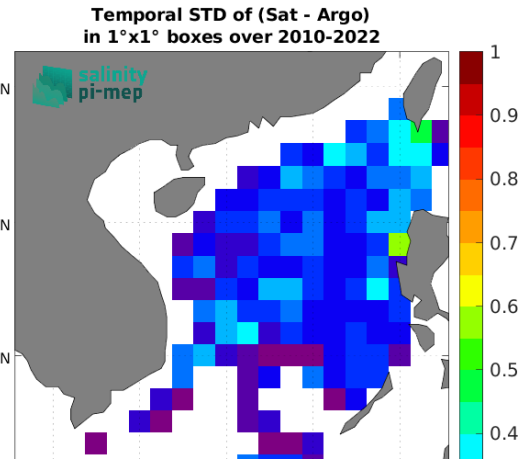 Temporal STD of (Sat - Argo)
in 1°x1° boxes over 2010-2022
salinity
pi-mep
N
N
N
1
0.9
0.8
0.7
0.6
0.5
0.4